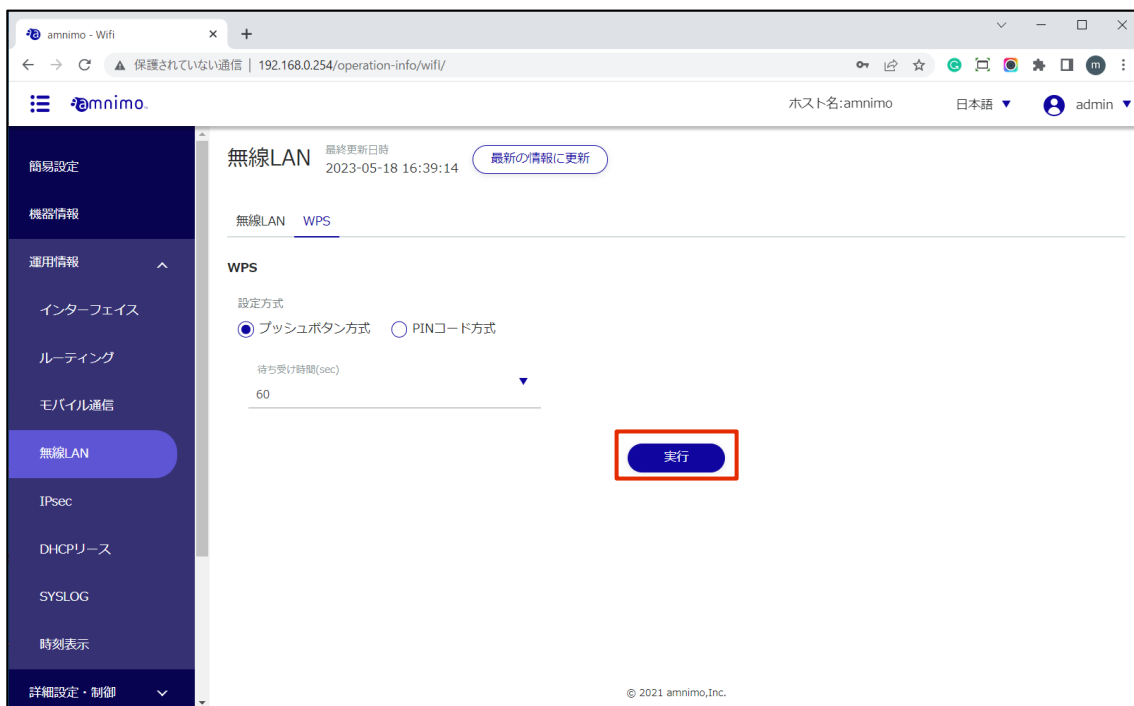 amnimo - Wifi
保護されていない通信 | 192.168.0.254/operation-info/wifi/
m
amnimo
ホスト名:amnimo
日本語
admin
簡易設定
機器情報
運用情報
インターフェイス
ルーティング
モバイル通信
無線LAN
IPsec
DHCPリース
SYSLOG
時刻表示
詳細設定・制御
無線LAN
最終更新日時
2023-05-18 16:39:14
最新の情報に更新
無線LAN WPS
WPS
設定方式
プッシュボタン方式 PINコード方式
待ち受け時間(sec)
60
実行
© 2021 amnimo,Inc.